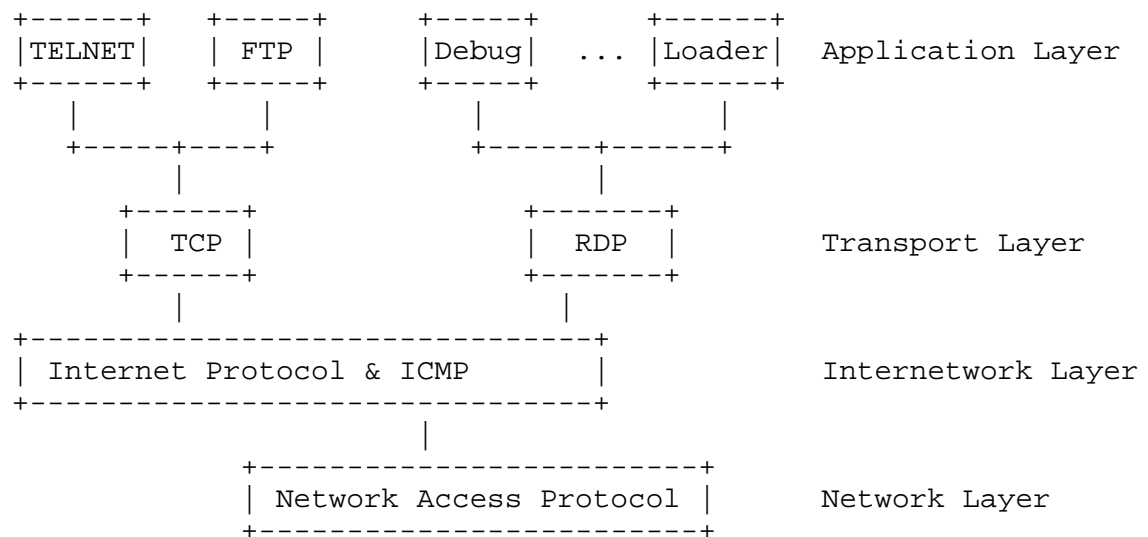 TELNET FTP Debug ... Loader Application Layer
TCP RDP Transport Layer
Internet Protocol & ICMP Internetwork Layer
Network Access Protocol Network Layer